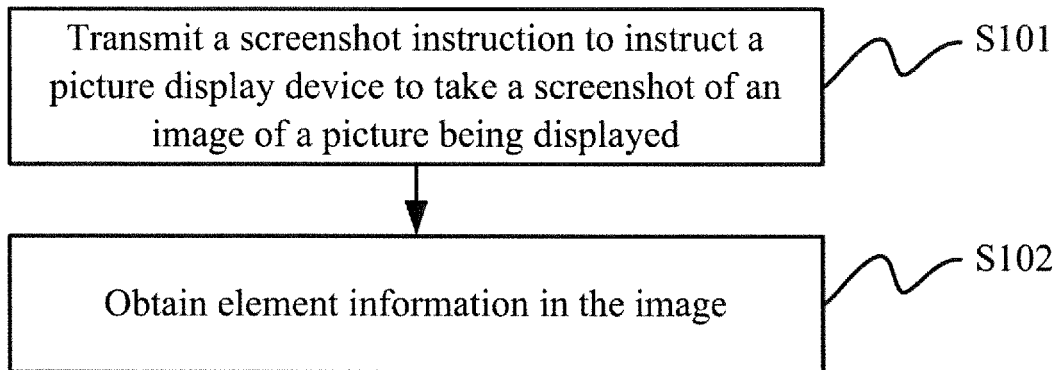 Transmit a screenshot instruction to instruct a
picture display device to take a screenshot of an
image of a picture being displayed
S101
Obtain element information in the image
S102